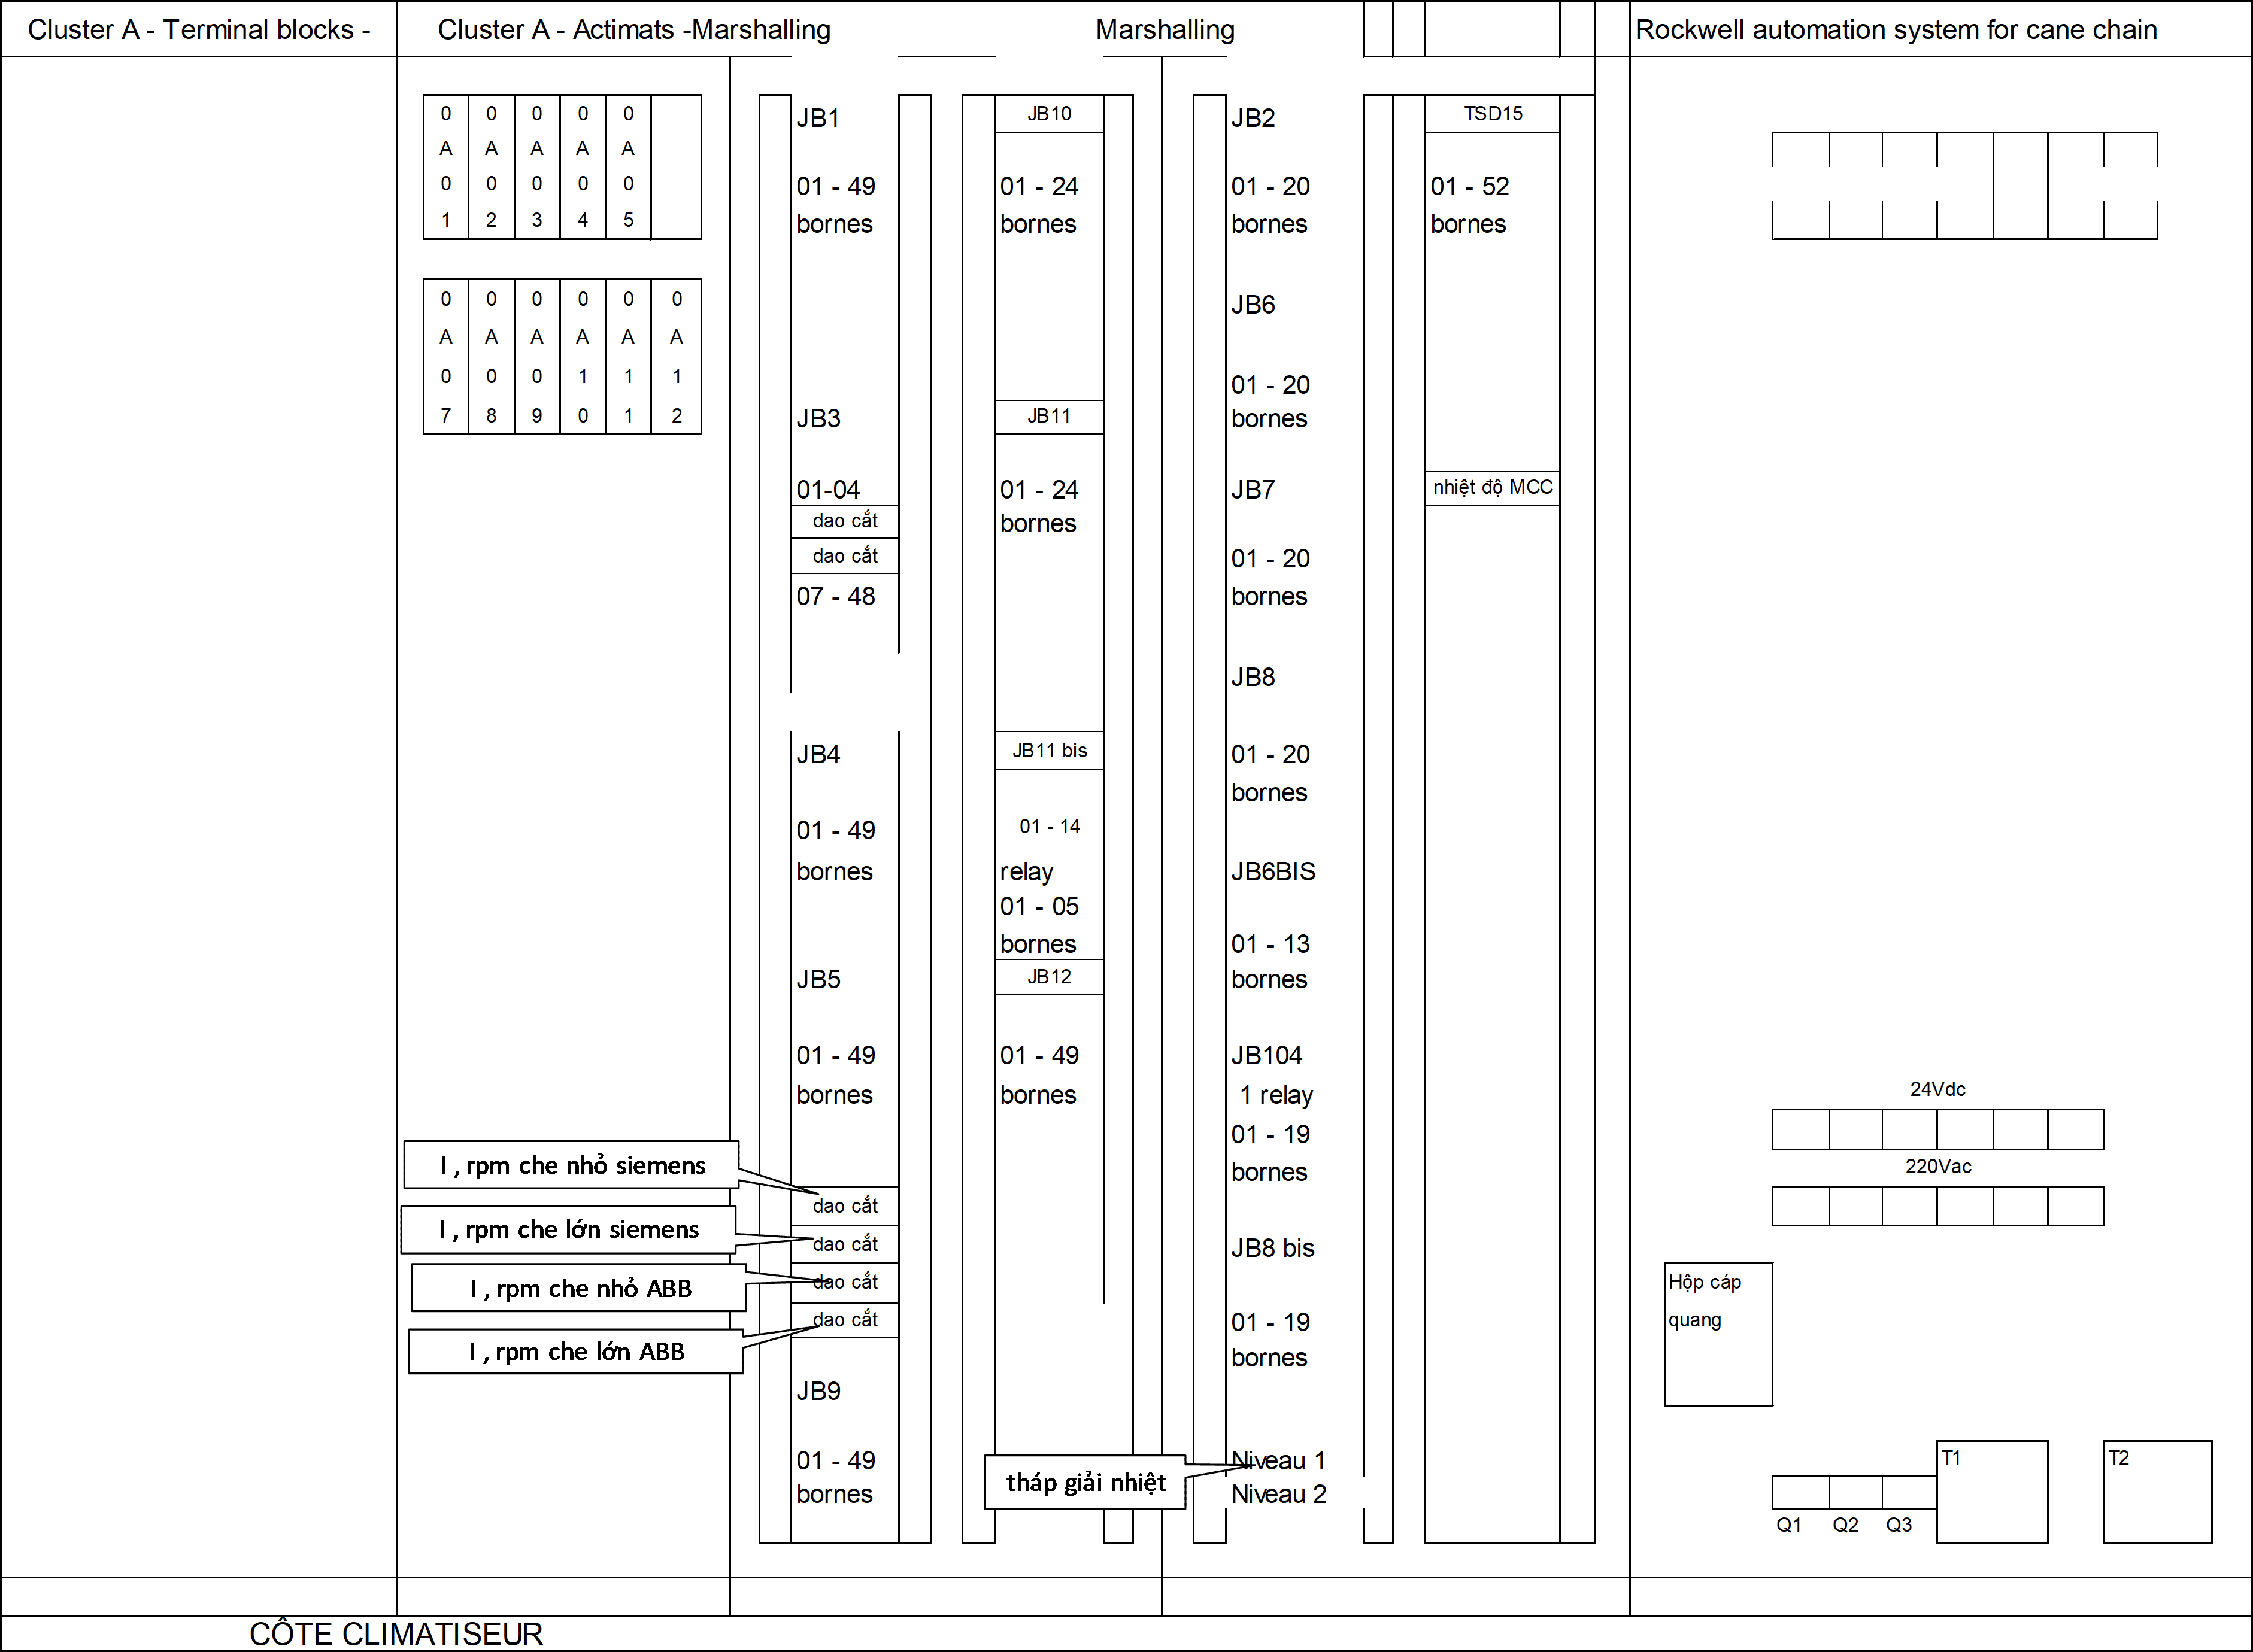 Cluster A - Terminal blocks -
Cluster A - Actimats -Marshalling
Marshalling
Rockwell automation system for cane chain
0 0 0 0 0
A A A A A
0 0 0 0 0
1 2 3 4 5
0 0 0 0 0 0
A A A A A A
0 0 0 1 1 1
7 8 9 0 1 2
JB1
01 - 49
bornes
JB3
01-04
dao cắt
dao cắt
07 - 48
JB4
01 - 49
bornes
JB5
01 - 49
bornes
I , rpm che nhỏ siemens
dao cắt
I , rpm che lớn siemens
dao cắt
I , rpm che nhỏ ABB
dao cắt
I , rpm che lớn ABB
dao cắt
JB9
01 - 49
bornes
JB10
01 - 24
bornes
JB11
01 - 24
bornes
JB11 bis
01 - 14
relay
01 - 05
bornes
JB12
01 - 49
bornes
JB2
01 - 20
bornes
JB6
01 - 20
bornes
JB7
01 - 20
bornes
JB8
01 - 20
bornes
JB6BIS
01 - 13
bornes
JB104
1 relay
01 - 19
bornes
JB8 bis
01 - 19
bornes
tháp giải nhiệt
Niveau 1
Niveau 2
TSD15
01 - 52
bornes
nhiệt độ MCC
24Vdc
220Vac
Hộp cáp
quang
T1
T2
Q1 Q2 Q3
CÔTE CLIMATISEUR